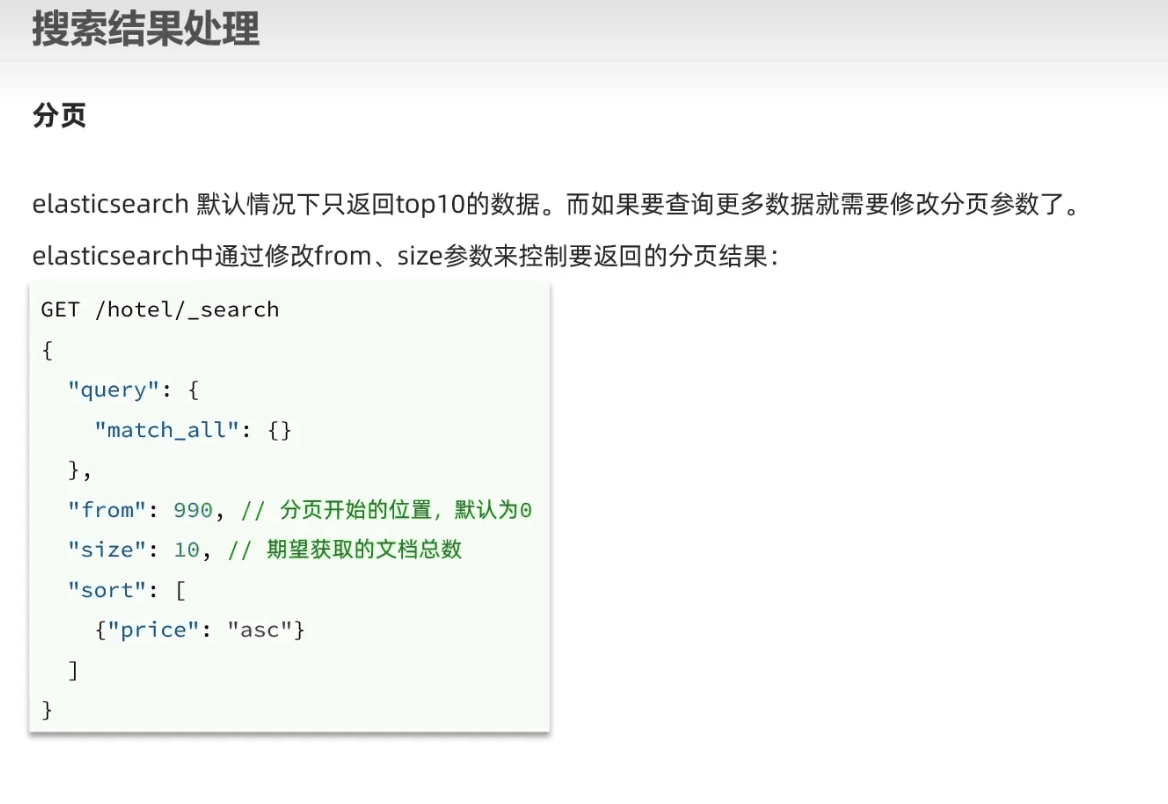 搜索结果处理
分页
elasticsearch 默认情况下只返回top10的数据。而如果要查询更多数据就需要修改分页参数了。
elasticsearch中通过修改from、size参数来控制要返回的分页结果：
GET /hotel/_search
{
  "query": {
    "match_all": {}
  },
  "from": 990, // 分页开始的位置，默认为0
  "size": 10, // 期望获取的文档总数
  "sort": [
    {"price": "asc"}
  ]
}